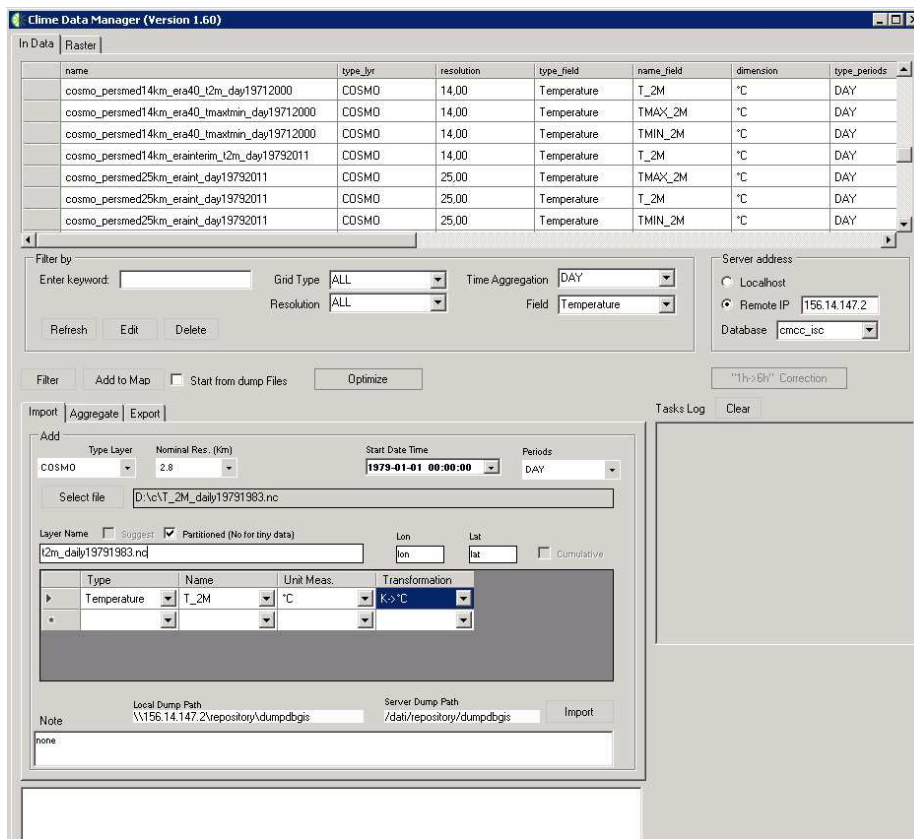 Clime Data Manager (Version 1.60)
In Data Raster
name type_lyr resolution type_field name_field dimension type_periods
cosmo_persmed14km_era40_t2m_day19712000 COSMO 14,00 Temperature T_2M °C DAY
cosmo_persmed14km_era40_tmaxtmin_day19712000 COSMO 14,00 Temperature TMAX_2M °C DAY
cosmo_persmed14km_era40_tmaxtmin_day19712000 COSMO 14,00 Temperature TMIN_2M °C DAY
cosmo_persmed14km_erainterim_t2m_day19792011 COSMO 14,00 Temperature T_2M °C DAY
cosmo_persmed25km_eraint_day19792011 COSMO 25,00 Temperature TMAX_2M °C DAY
cosmo_persmed25km_eraint_day19792011 COSMO 25,00 Temperature T_2M °C DAY
cosmo_persmed25km_eraint_day19792011 COSMO 25,00 Temperature TMIN_2M °C DAY
Filter by Server address
Enter keyword: Grid Type ALL Time Aggregation DAY Localhost
Resolution ALL Field Temperature Remote IP 156.14.147.2
Refresh Edit Delete Database cmcc_isc
Filter Add to Map Start from dump Files Optimize "1h->6h" Correction
Import Aggregate Export Tasks Log Clear
Add
Type Layer Nominal Res. (Km) Start Date Time Periods
COSMO 2.8 1979-01-01 00:00:00 DAY
Select file D:\c\T_2M_daily19791983.nc
Layer Name Suggest Partitioned (No for tiny data) Lon Lat
t2m_daily19791983.nc lon lat Cumulative
Type Name Unit Meas. Transformation
Temperature T_2M °C K->°C
Local Dump Path Server Dump Path
Note \\156.14.147.2\repository\dumpdbgis /dati/repository/dumpdbgis Import
none